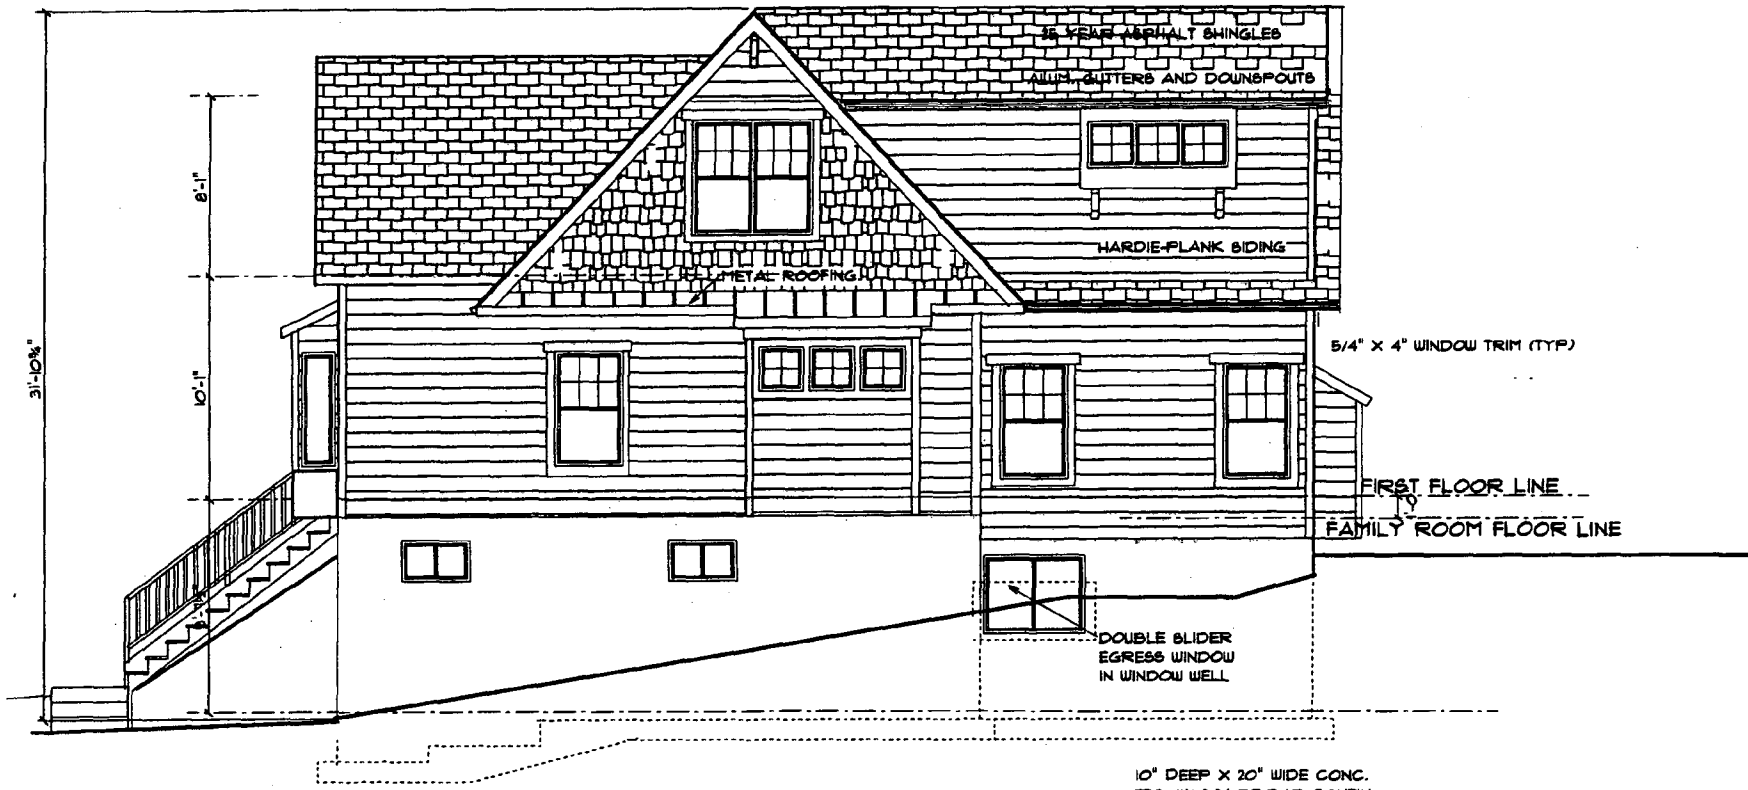 25 YEAR ASPHALT SHINGLES
ALUM. GUTTERS AND DOWNSPOUTS
8'-1"
HARDIE-PLANK SIDING
METAL ROOFING
31'-10¾"
10'-1"
5/4" X 4" WINDOW TRIM (TYP)
FIRST FLOOR LINE
FAMILY ROOM FLOOR LINE
DOUBLE SLIDER
EGRESS WINDOW
IN WINDOW WELL
10" DEEP X 20" WIDE CONC.